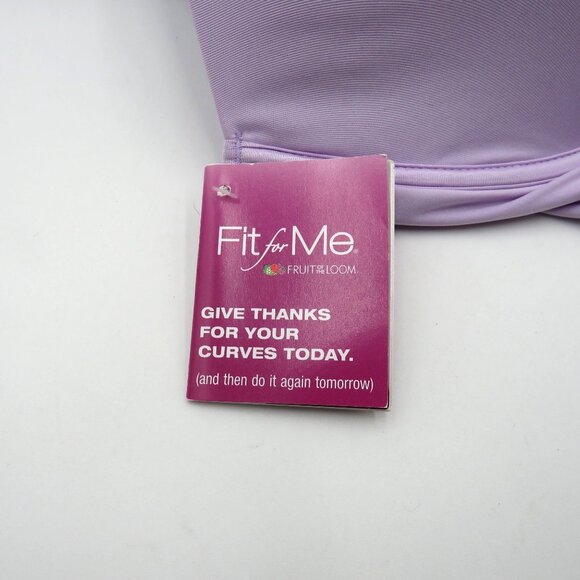 Fit for Me®
FRUIT OF THE LOOM
GIVE THANKS
FOR YOUR
CURVES TODAY.
(and then do it again tomorrow)